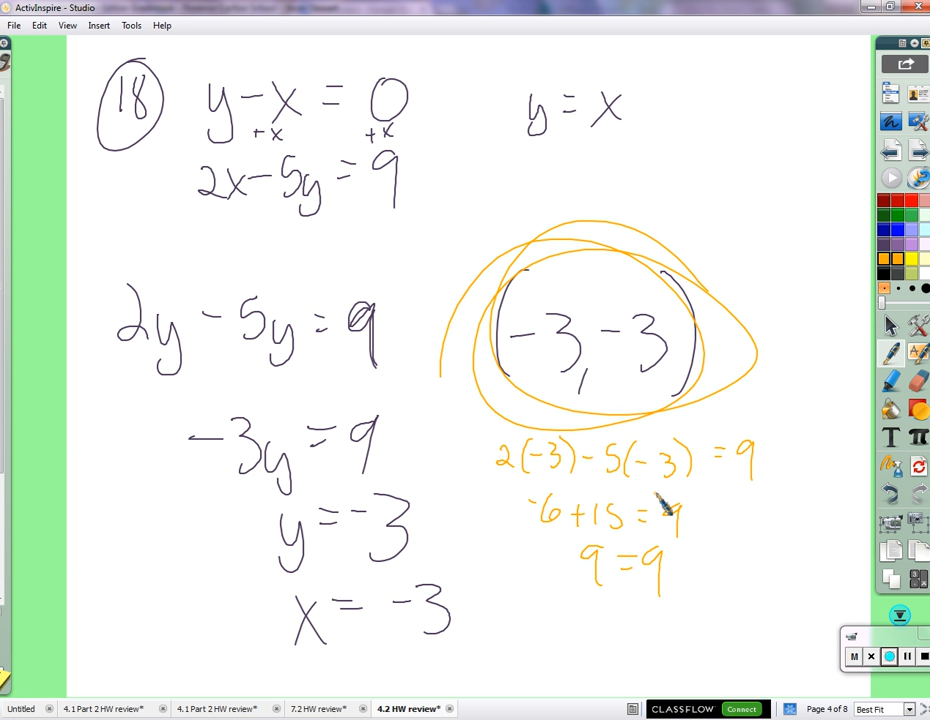 ActivInspire - Studio
File Edit View Insert Tools Help
18
y - x = 0
+x +x
2x - 5y = 9
y = x
2y - 5y = 9
(-3, -3)
-3y = 9
2(-3) - 5(-3) = 9
y = -3
-6 + 15 = 9
9 = 9
x = -3
M
Untitled 4.1 Part 2 HW review* 4.1 Part 2 HW review* 7.2 HW review* 4.2 HW review* CLASSFLOW Connect Page 4 of 8 Best Fit